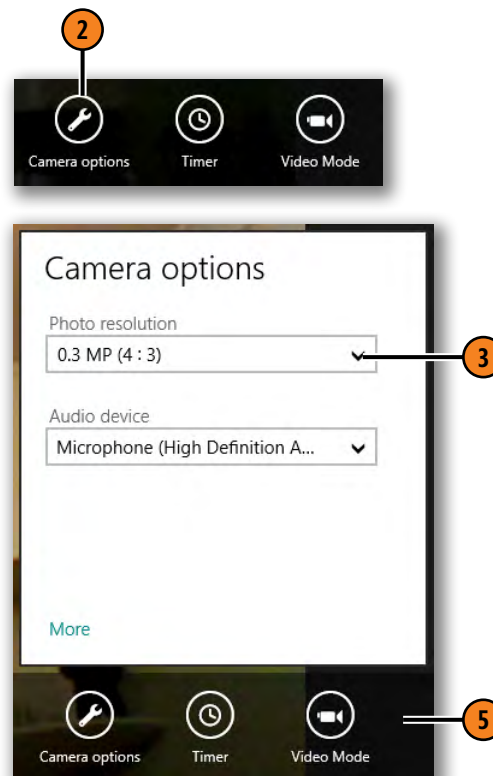 2
Camera options Timer Video Mode
Camera options
Photo resolution
0.3 MP (4 : 3)
3
Audio device
Microphone (High Definition A...
More
5
Camera options Timer Video Mode